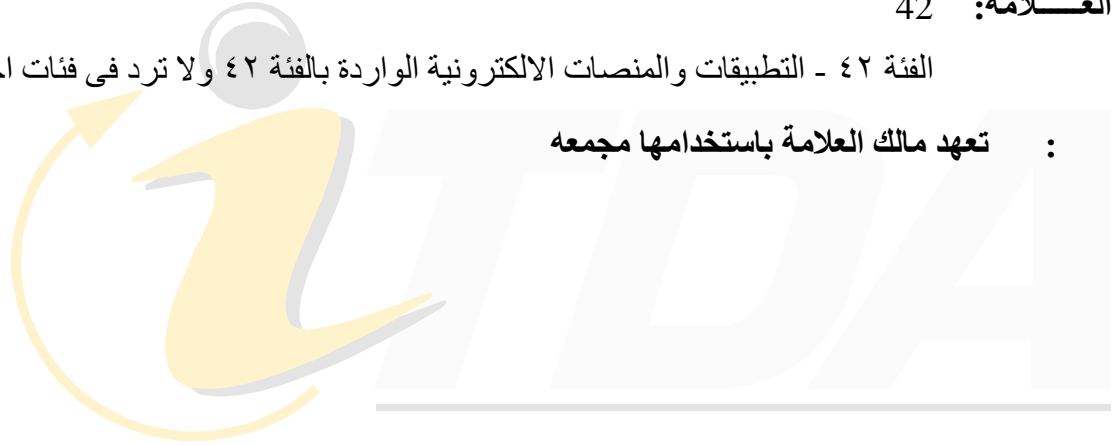 العـــــلامة: 42
الفئة ٤٢ - التطبيقات والمنصات الالكترونية الواردة بالفئة ٤٢ ولا ترد فى فئات
: تعهد مالك العلامة باستخدامها مجمعه
iTDA